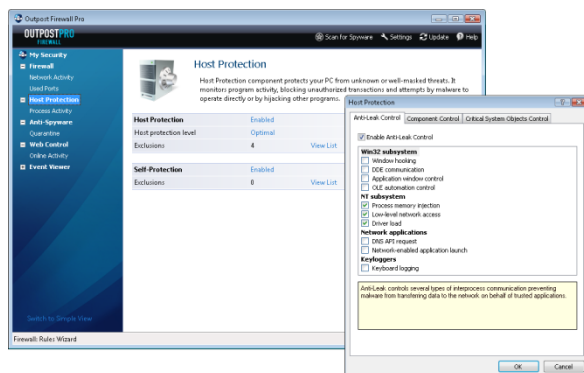 Outpost Firewall Pro
OUTPOSTPRO
FIREWALL
Scan for Spyware
Settings
Update
Help
My Security
Firewall
Network Activity
Used Ports
Host Protection
Process Activity
Anti-Spyware
Quarantine
Web Control
Online Activity
Event Viewer
Switch to Simple View
Firewall: Rules Wizard
Host Protection
Host Protection component protects your PC from unknown or well-masked threats. It
monitors program activity, blocking unauthorized transactions and attempts by malware to
operate directly or by hijacking other programs.
Host Protection Enabled
Host protection level Optimal
Exclusions 4 View List
Self-Protection Enabled
Exclusions 0 View List
Host Protection
Anti-Leak Control Component Control Critical System Objects Control
Enable Anti-Leak Control
Win32 subsystem
Window hooking
DDE communication
Application window control
OLE automation control
NT subsystem
Process memory injection
Low-level network access
Driver load
Network applications
DNS API request
Network-enabled application launch
Keyloggers
Keyboard logging
Anti-Leak controls several types of interprocess communication preventing
malware from transferring data to the network on behalf of trusted applications.
OK Cancel